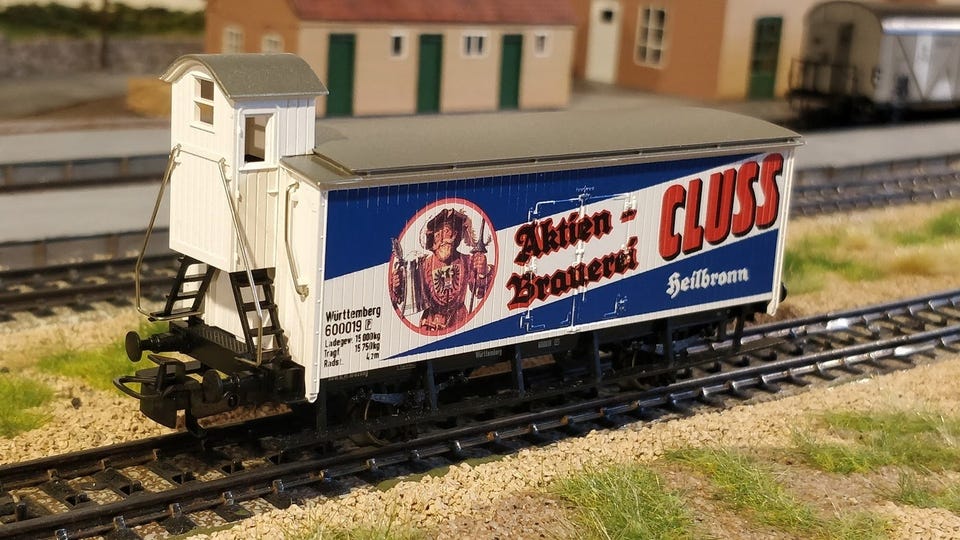 Aktien-
Brauerei
CLUSS
Heilbronn
Württemberg
600019 P
Ladegew. 15 000kg
Tragf. 15 750kg
Radst. 4 2m
Württemberg